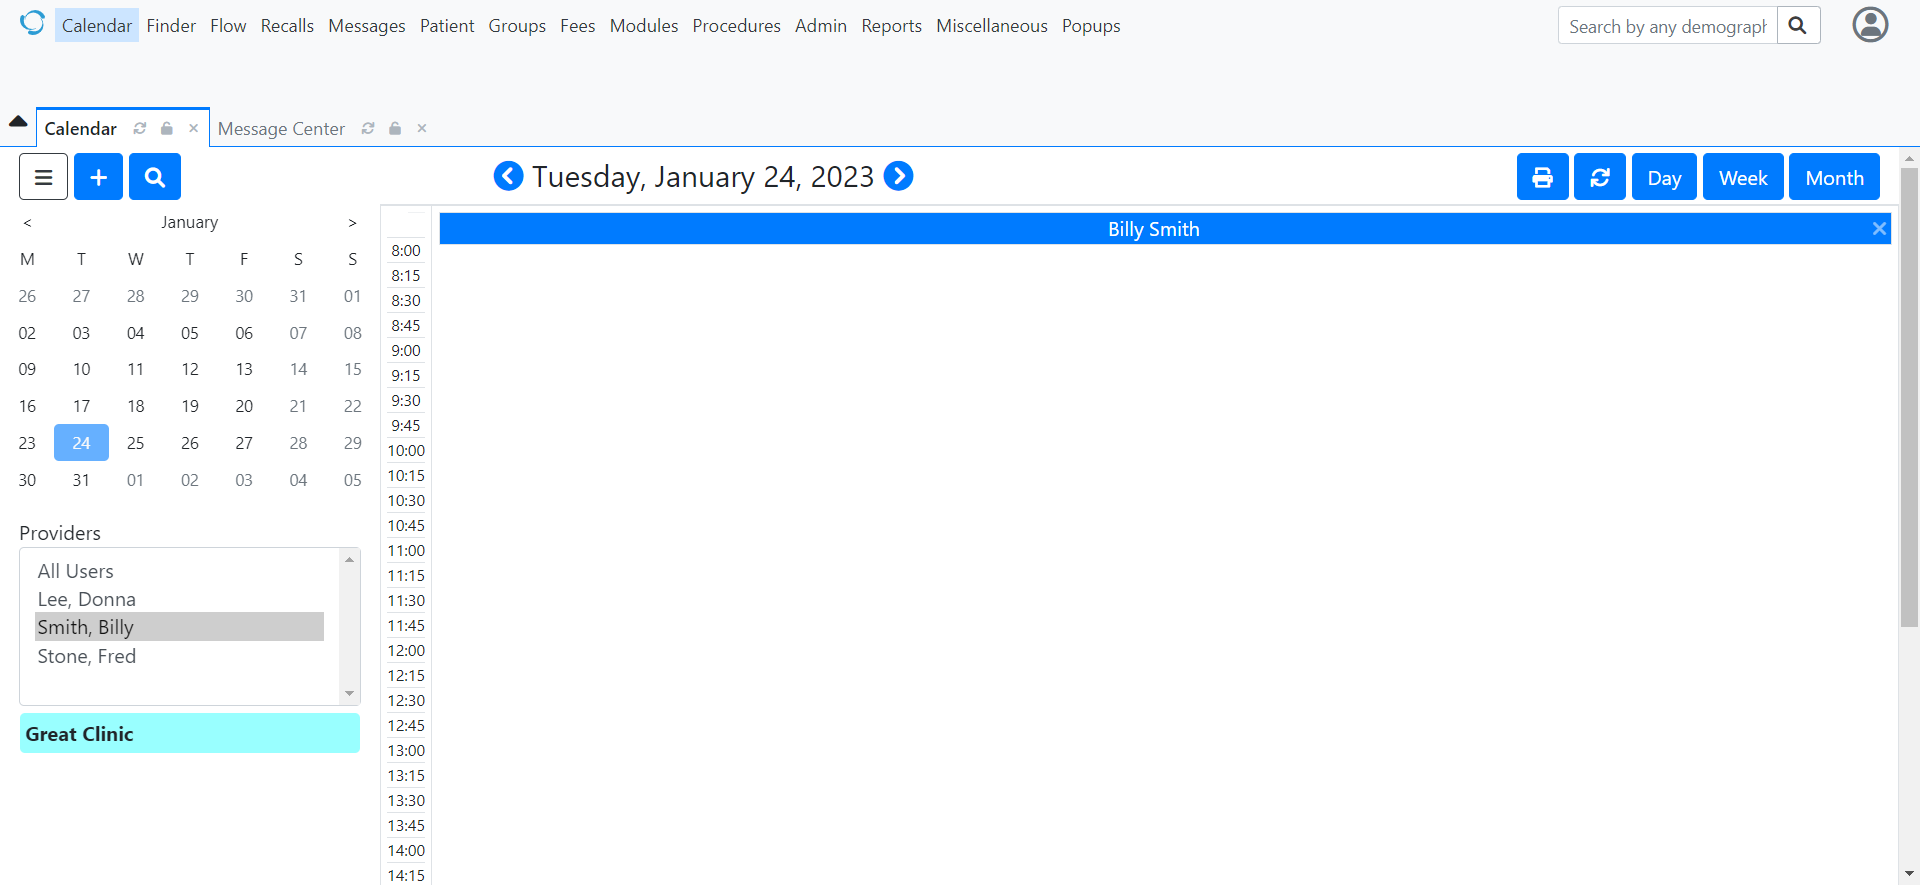 Calendar Finder Flow Recalls Messages Patient Groups Fees Modules Procedures Admin Reports Miscellaneous Popups
Search by any demograph
Calendar
Message Center
Tuesday, January 24, 2023
Day Week Month
< January >
M T W T F S S
26 27 28 29 30 31 01
02 03 04 05 06 07 08
09 10 11 12 13 14 15
16 17 18 19 20 21 22
23 24 25 26 27 28 29
30 31 01 02 03 04 05
Providers
All Users
Lee, Donna
Smith, Billy
Stone, Fred
Great Clinic
Billy Smith
8:00
8:15
8:30
8:45
9:00
9:15
9:30
9:45
10:00
10:15
10:30
10:45
11:00
11:15
11:30
11:45
12:00
12:15
12:30
12:45
13:00
13:15
13:30
13:45
14:00
14:15